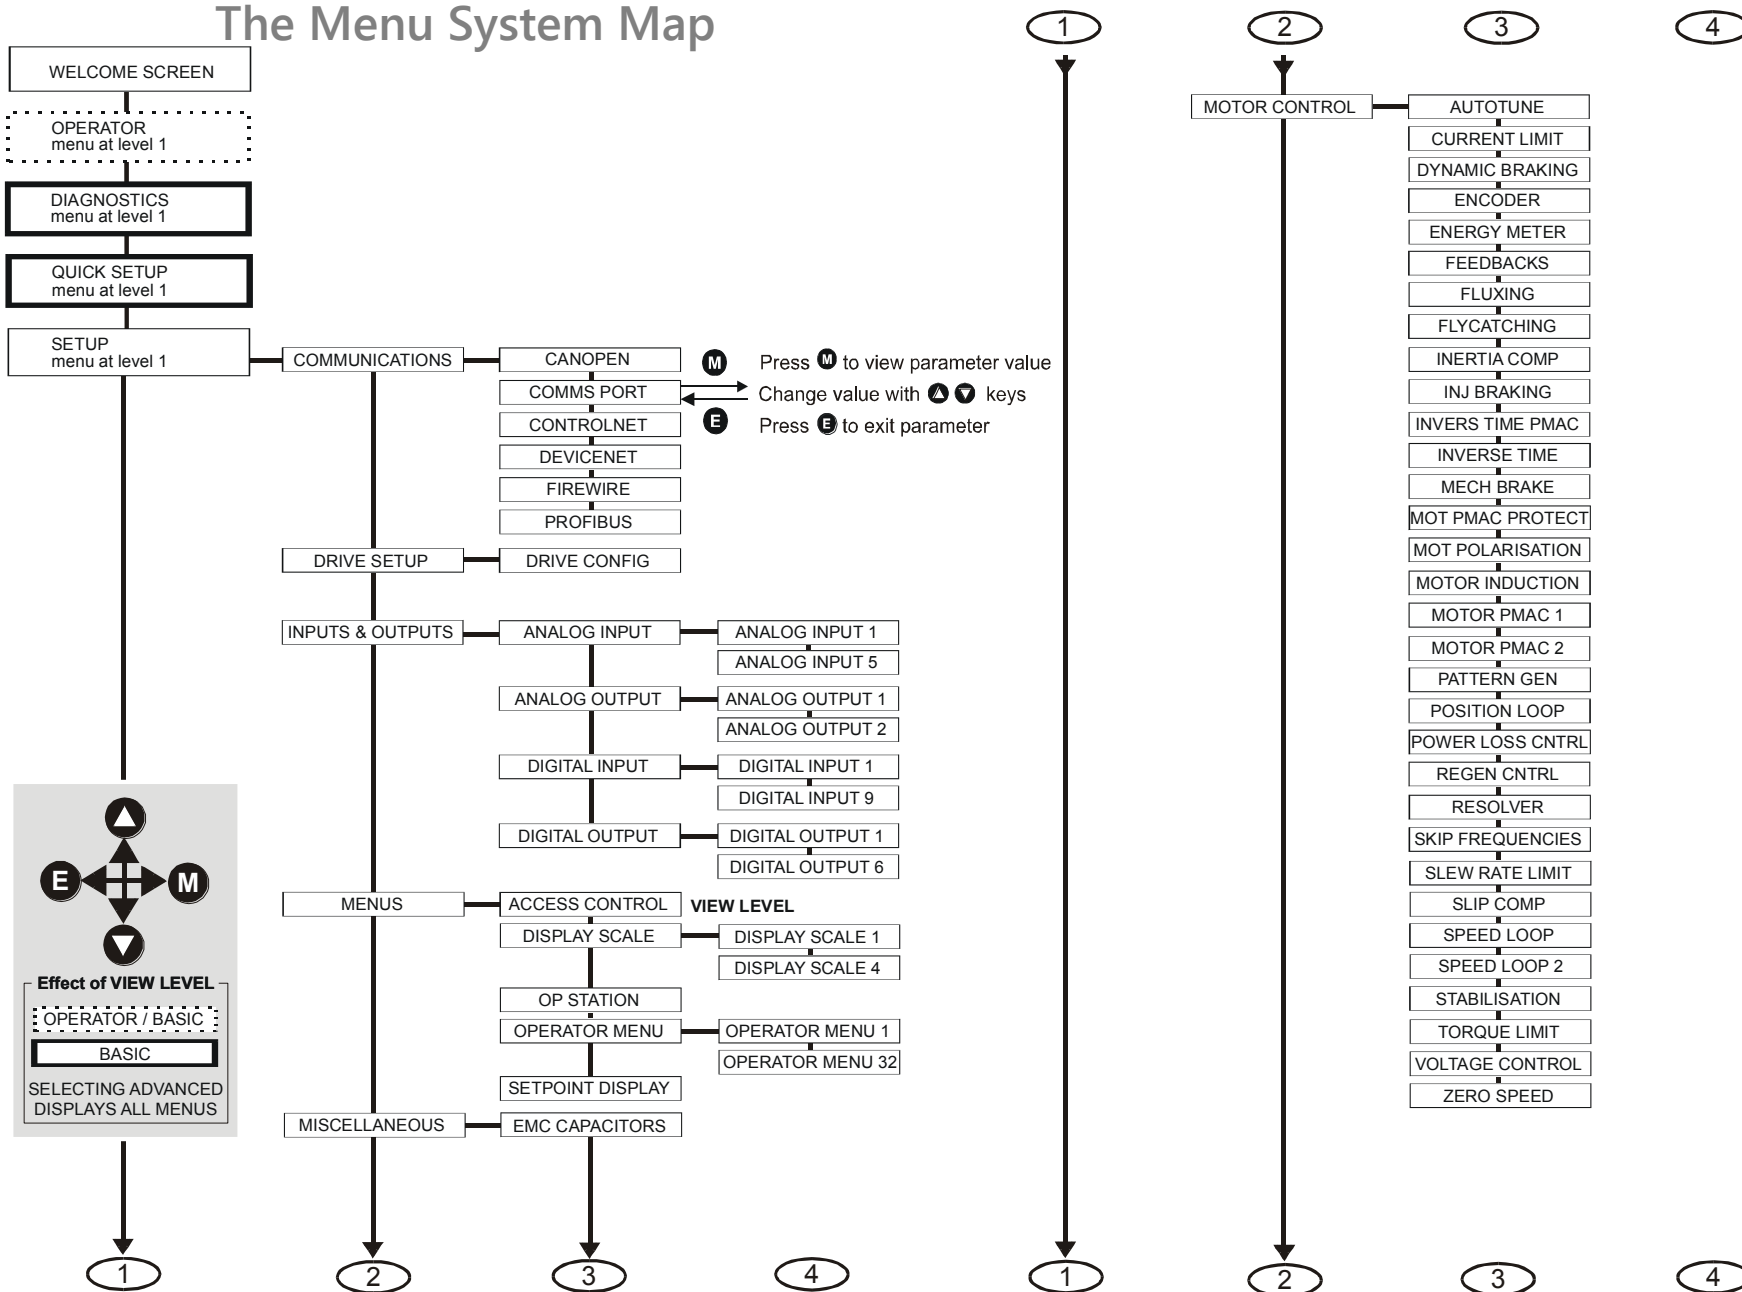 The Menu System Map
1
2
3
4
WELCOME SCREEN
OPERATOR
menu at level 1
DIAGNOSTICS
menu at level 1
QUICK SETUP
menu at level 1
SETUP
menu at level 1
COMMUNICATIONS
CANOPEN
COMMS PORT
CONTROLNET
DEVICENET
FIREWIRE
PROFIBUS
M Press M to view parameter value
Change value with keys
E Press E to exit parameter
DRIVE SETUP
DRIVE CONFIG
INPUTS & OUTPUTS
ANALOG INPUT
ANALOG INPUT 1
ANALOG INPUT 5
ANALOG OUTPUT
ANALOG OUTPUT 1
ANALOG OUTPUT 2
DIGITAL INPUT
DIGITAL INPUT 1
DIGITAL INPUT 9
DIGITAL OUTPUT
DIGITAL OUTPUT 1
DIGITAL OUTPUT 6
MENUS
ACCESS CONTROL
VIEW LEVEL
DISPLAY SCALE
DISPLAY SCALE 1
DISPLAY SCALE 4
OP STATION
OPERATOR MENU
OPERATOR MENU 1
OPERATOR MENU 32
SETPOINT DISPLAY
MISCELLANEOUS
EMC CAPACITORS
E
M
Effect of VIEW LEVEL
OPERATOR / BASIC
BASIC
SELECTING ADVANCED
DISPLAYS ALL MENUS
MOTOR CONTROL
AUTOTUNE
CURRENT LIMIT
DYNAMIC BRAKING
ENCODER
ENERGY METER
FEEDBACKS
FLUXING
FLYCATCHING
INERTIA COMP
INJ BRAKING
INVERS TIME PMAC
INVERSE TIME
MECH BRAKE
MOT PMAC PROTECT
MOT POLARISATION
MOTOR INDUCTION
MOTOR PMAC 1
MOTOR PMAC 2
PATTERN GEN
POSITION LOOP
POWER LOSS CNTRL
REGEN CNTRL
RESOLVER
SKIP FREQUENCIES
SLEW RATE LIMIT
SLIP COMP
SPEED LOOP
SPEED LOOP 2
STABILISATION
TORQUE LIMIT
VOLTAGE CONTROL
ZERO SPEED
1
2
3
4
1
2
3
4